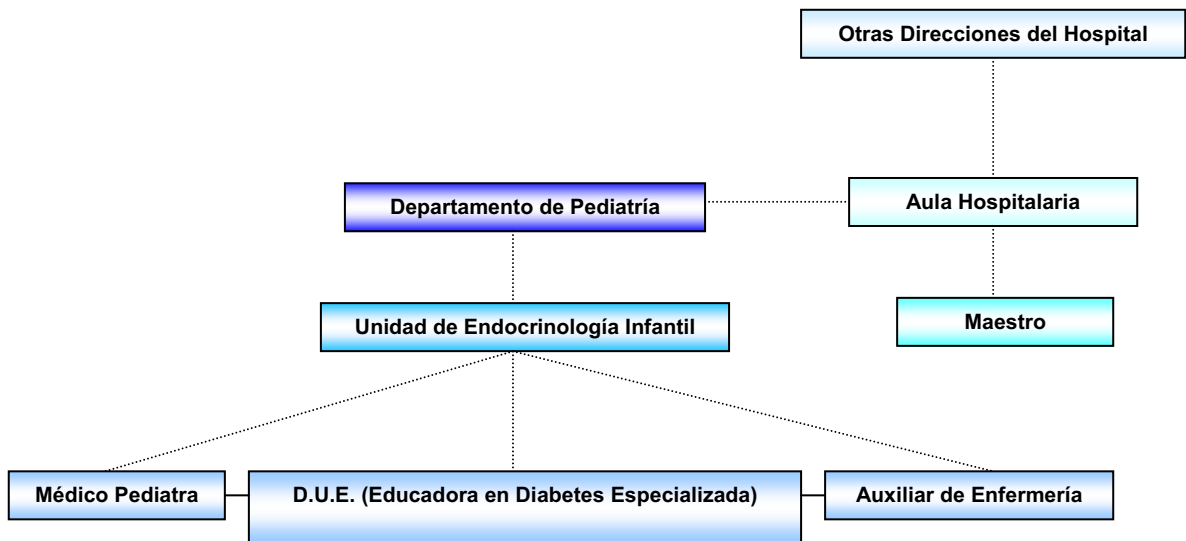 Otras Direcciones del Hospital
Departamento de Pediatría
Aula Hospitalaria
Unidad de Endocrinología Infantil
Maestro
Médico Pediatra
D.U.E. (Educadora en Diabetes Especializada)
Auxiliar de Enfermería